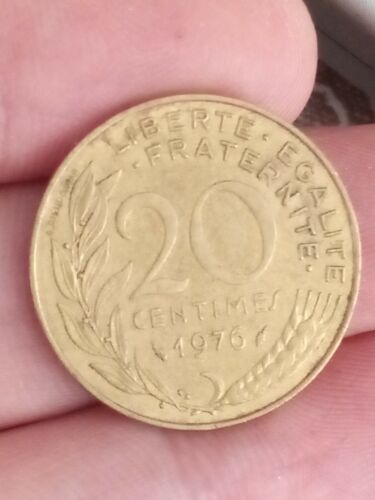 LIBERTE · EGALITE
· FRATERNITE ·
20
CENTIMES
1976